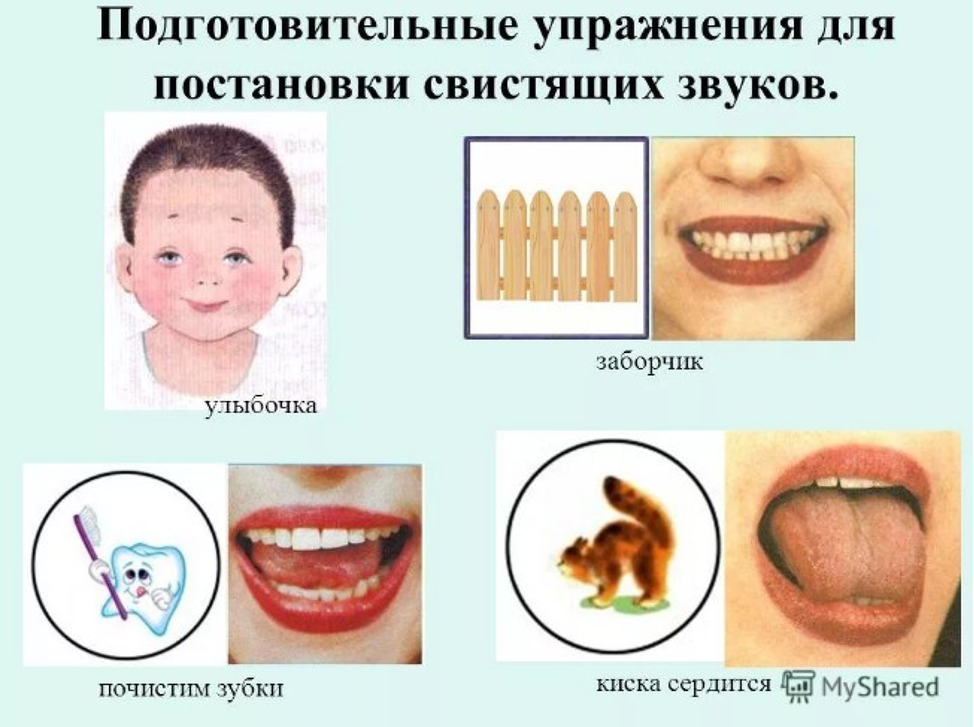 Подготовительные упражнения для
постановки свистящих звуков.
улыбочка
заборчик
почистим зубки
киска сердится
MyShared